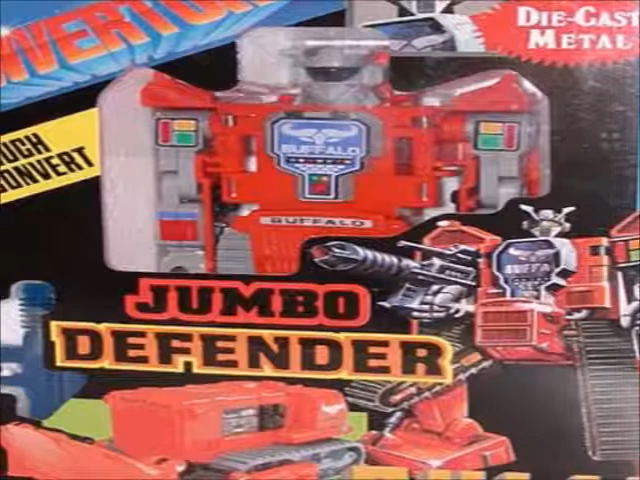 DIE-CAST
METAL
BUFFALO
BUFFALO
JUMBO
DEFENDER